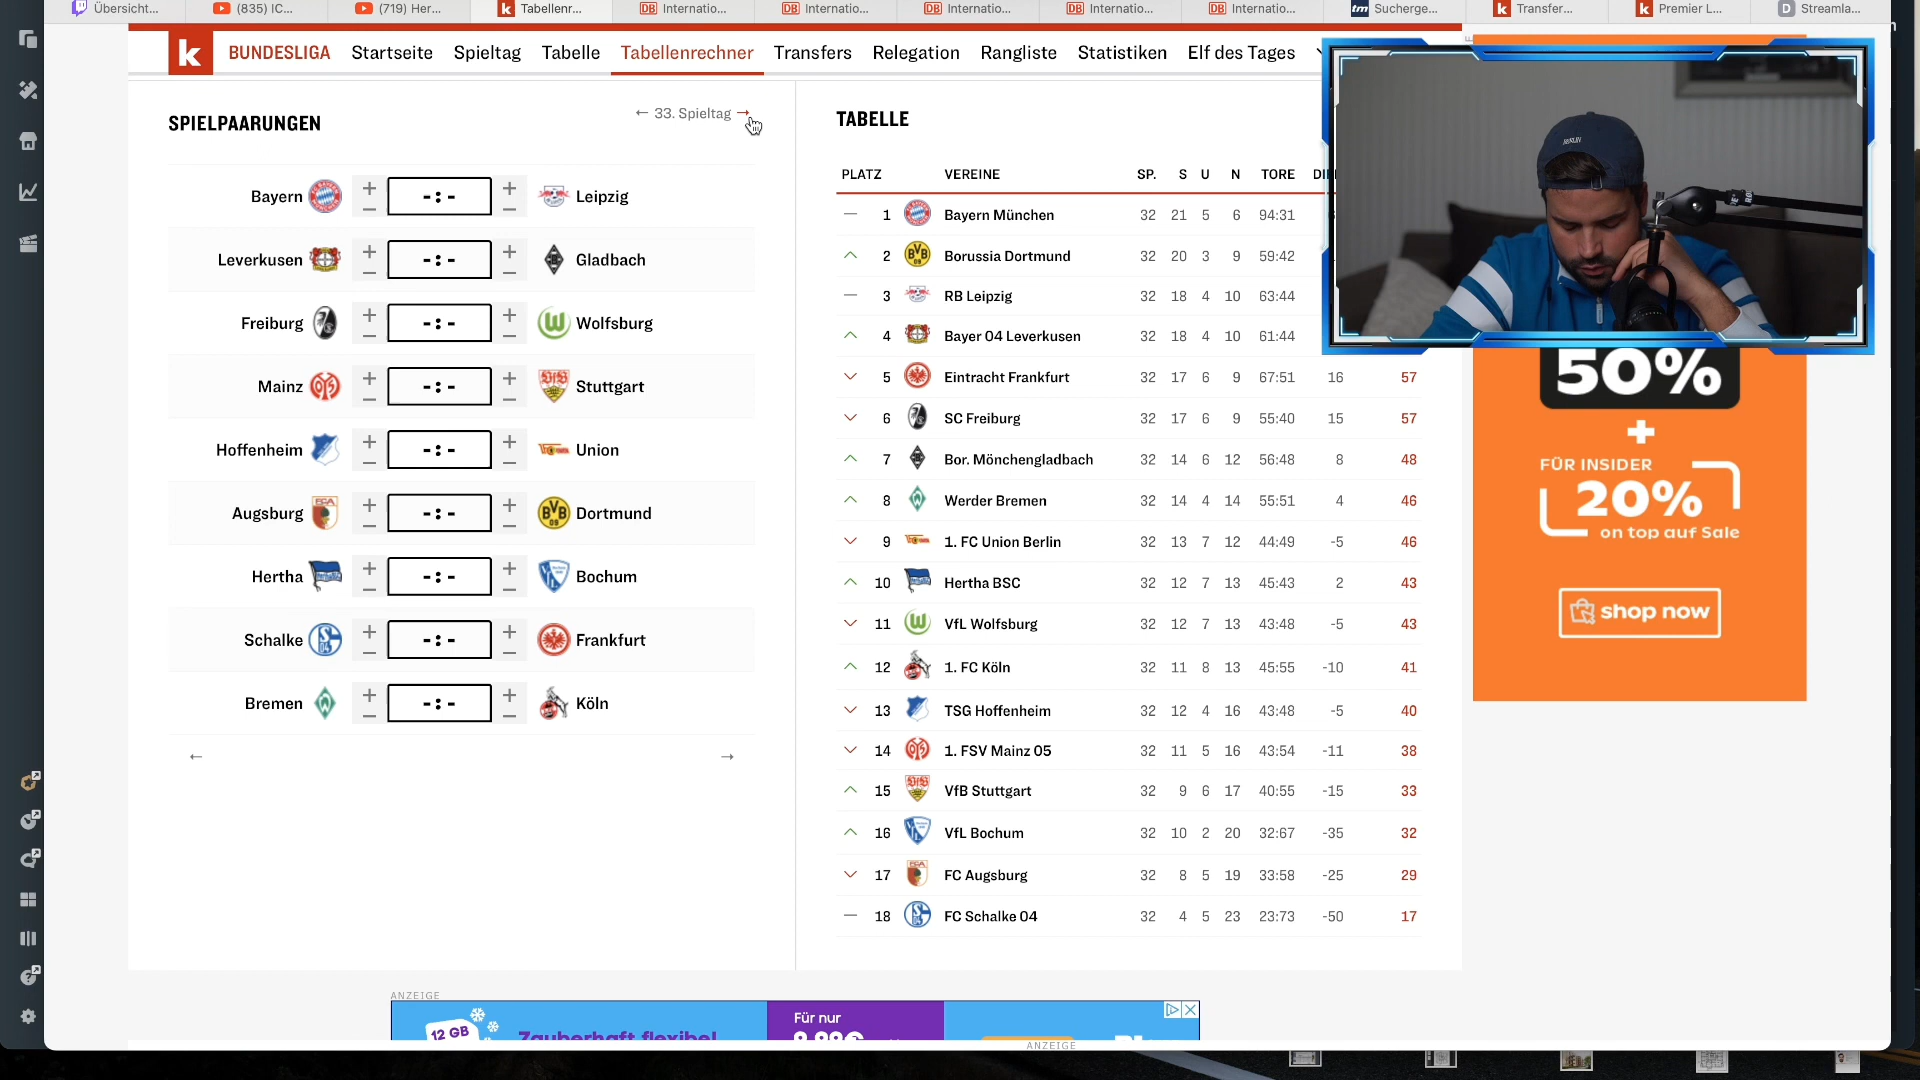 Übersicht...
(835) IC...
(719) Her...
Tabellenr...
DB Internatio...
DB Internatio...
DB Internatio...
DB Internatio...
DB Internatio...
tm Sucherge...
Transfer...
Premier L...
D Streamla...
k BUNDESLIGA Startseite Spieltag Tabelle Tabellenrechner Transfers Relegation Rangliste Statistiken Elf des Tages
SPIELPAARUNGEN
← 33. Spieltag →
Bayern + - -:- + - Leipzig
Leverkusen + - -:- + - Gladbach
Freiburg + - -:- + - Wolfsburg
Mainz + - -:- + - Stuttgart
Hoffenheim + - -:- + - Union
Augsburg + - -:- + - Dortmund
Hertha + - -:- + - Bochum
Schalke + - -:- + - Frankfurt
Bremen + - -:- + - Köln
← →
TABELLE
PLATZ VEREINE SP. S U N TORE
1 Bayern München 32 21 5 6 94:31
2 Borussia Dortmund 32 20 3 9 59:42
3 RB Leipzig 32 18 4 10 63:44
4 Bayer 04 Leverkusen 32 18 4 10 61:44
5 Eintracht Frankfurt 32 17 6 9 67:51 16 57
6 SC Freiburg 32 17 6 9 55:40 15 57
7 Bor. Mönchengladbach 32 14 6 12 56:48 8 48
8 Werder Bremen 32 14 4 14 55:51 4 46
9 1. FC Union Berlin 32 13 7 12 44:49 -5 46
10 Hertha BSC 32 12 7 13 45:43 2 43
11 VfL Wolfsburg 32 12 7 13 43:48 -5 43
12 1. FC Köln 32 11 8 13 45:55 -10 41
13 TSG Hoffenheim 32 12 4 16 43:48 -5 40
14 1. FSV Mainz 05 32 11 5 16 43:54 -11 38
15 VfB Stuttgart 32 9 6 17 40:55 -15 33
16 VfL Bochum 32 10 2 20 32:67 -35 32
17 FC Augsburg 32 8 5 19 33:58 -25 29
18 FC Schalke 04 32 4 5 23 23:73 -50 17
BERLIN
50%
+
FÜR INSIDER
20%
on top auf Sale
shop now
ANZEIGE
12 GB
Zauberhaft flexibel
Für nur
ANZEIGE